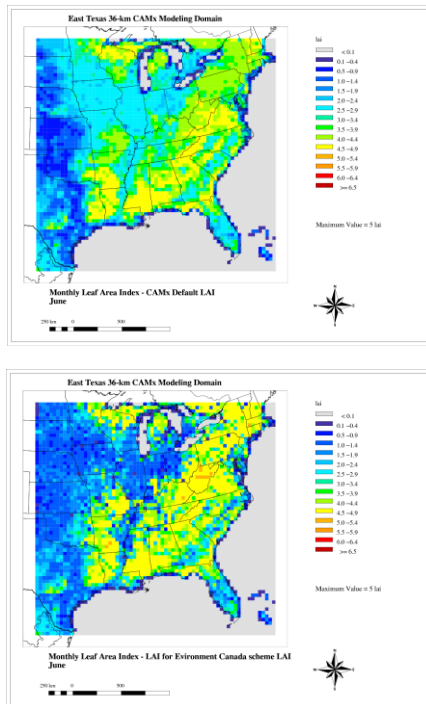 East Texas 36-km CAMx Modeling Domain
lai
< 0.1
0.1 –0.4
0.5 –0.9
1.0 –1.4
1.5 –1.9
2.0 –2.4
2.5 –2.9
3.0 –3.4
3.5 –3.9
4.0 –4.4
4.5 –4.9
5.0 –5.4
5.5 –5.9
6.0 –6.4
>= 6.5
Maximum Value = 5 lai
Monthly Leaf Area Index - CAMx Default LAI
June
250 km 0 500
East Texas 36-km CAMx Modeling Domain
lai
< 0.1
0.1 –0.4
0.5 –0.9
1.0 –1.4
1.5 –1.9
2.0 –2.4
2.5 –2.9
3.0 –3.4
3.5 –3.9
4.0 –4.4
4.5 –4.9
5.0 –5.4
5.5 –5.9
6.0 –6.4
>= 6.5
Maximum Value = 5 lai
Monthly Leaf Area Index - LAI for Evironment Canada scheme LAI
June
250 km 0 500